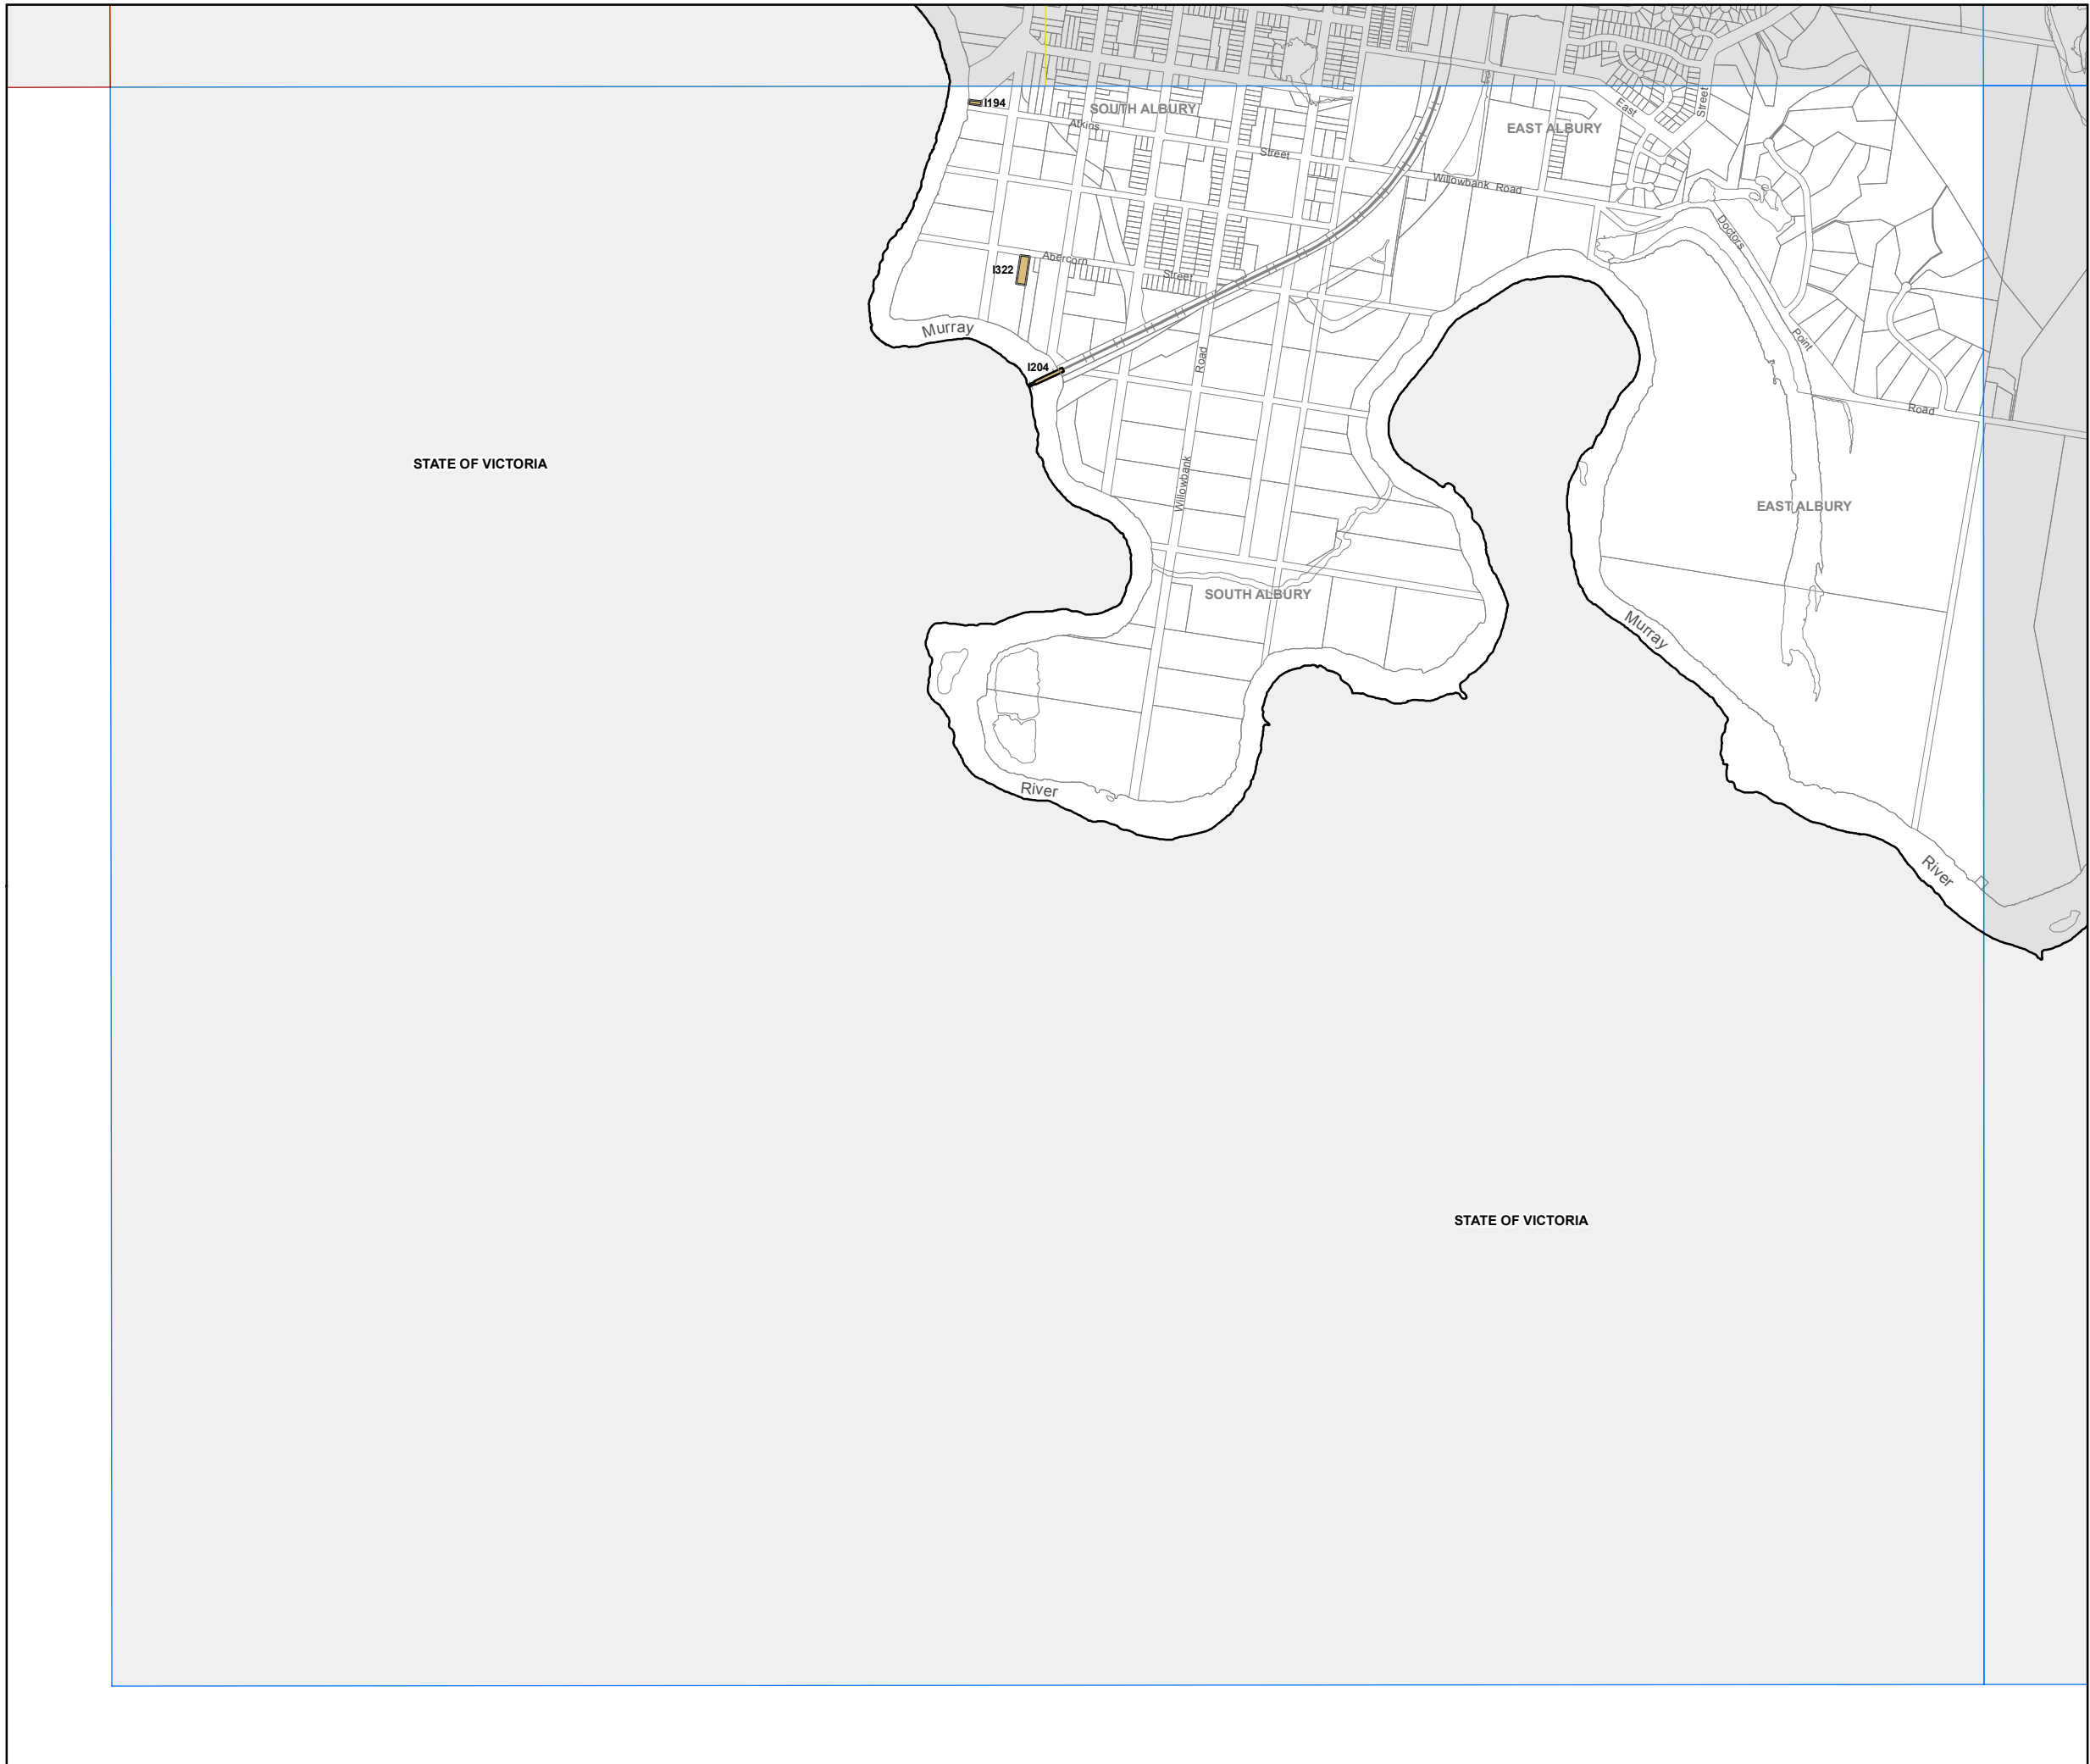 I194
SOUTH ALBURY
Atkins
Street
EAST ALBURY
East
Street
Willowbank Road
Doctors
Point
Road
I322
Abercorn
Street
Murray
I204
Road
Willowbank
STATE OF VICTORIA
EAST ALBURY
SOUTH ALBURY
Murray
River
River
STATE OF VICTORIA